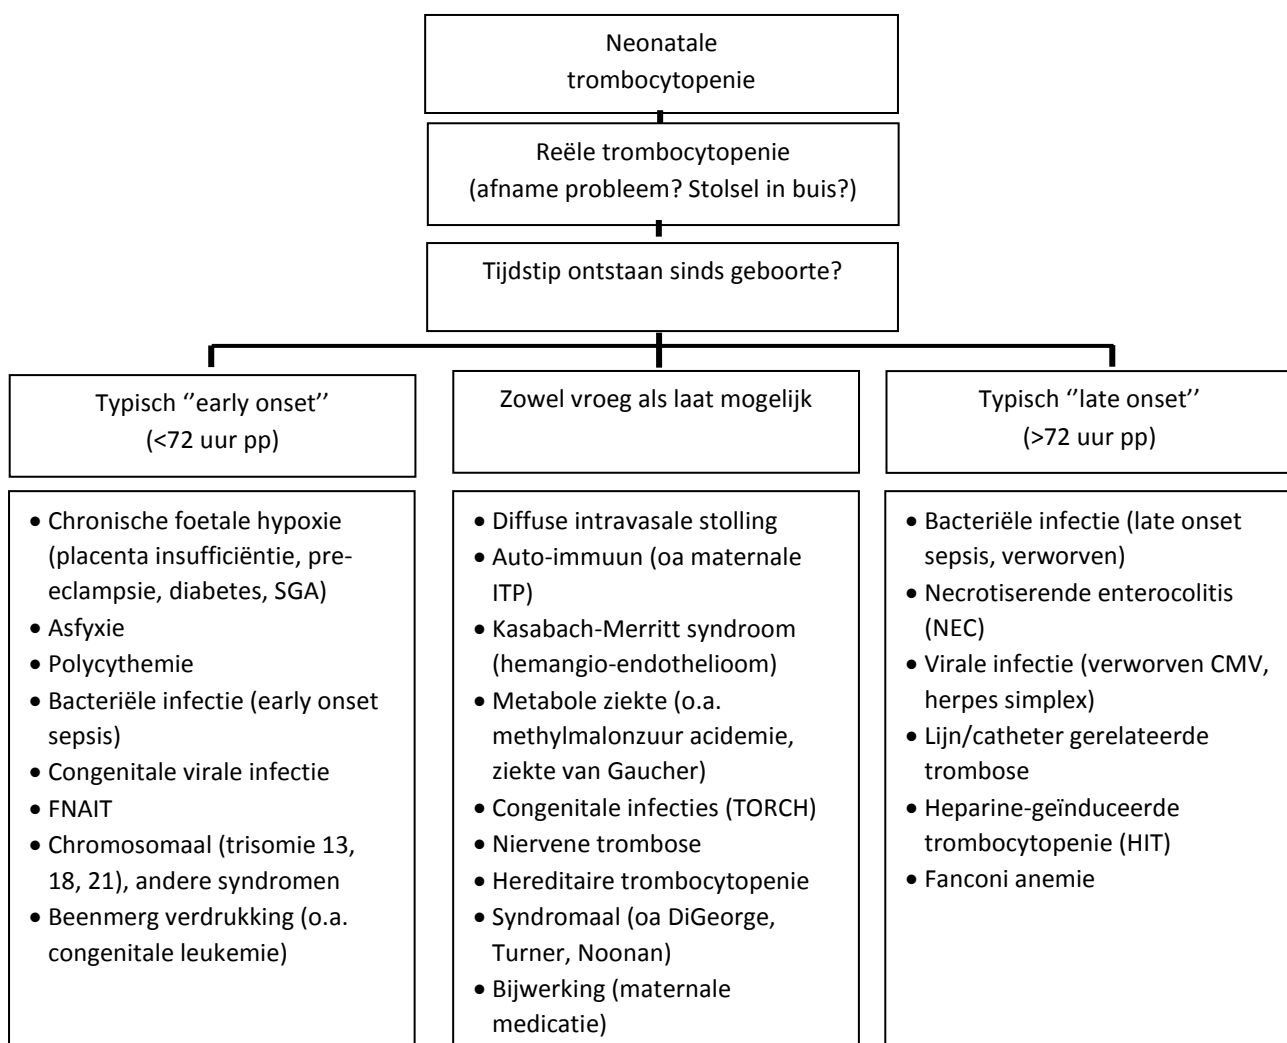 Neonatale
trombocytopenie
Reële trombocytopenie
(afname probleem? Stolsel in buis?)
Tijdstip ontstaan sinds geboorte?
Typisch ‘’early onset’’
(<72 uur pp)
Zowel vroeg als laat mogelijk
Typisch ‘’late onset’’
(>72 uur pp)
• Chronische foetale hypoxie
(placenta insufficiëntie, pre-
eclampsie, diabetes, SGA)
• Asfyxie
• Polycythemie
• Bacteriële infectie (early onset
sepsis)
• Congenitale virale infectie
• FNAIT
• Chromosomaal (trisomie 13,
18, 21), andere syndromen
• Beenmerg verdrukking (o.a.
congenitale leukemie)
• Diffuse intravasale stolling
• Auto-immuun (oa maternale
ITP)
• Kasabach-Merritt syndroom
(hemangio-endothelioom)
• Metabole ziekte (o.a.
methylmalonzuur acidemie,
ziekte van Gaucher)
• Congenitale infecties (TORCH)
• Niervene trombose
• Hereditaire trombocytopenie
• Syndromaal (oa DiGeorge,
Turner, Noonan)
• Bijwerking (maternale
medicatie)
• Bacteriële infectie (late onset
sepsis, verworven)
• Necrotiserende enterocolitis
(NEC)
• Virale infectie (verworven CMV,
herpes simplex)
• Lijn/catheter gerelateerde
trombose
• Heparine-geïnduceerde
trombocytopenie (HIT)
• Fanconi anemie